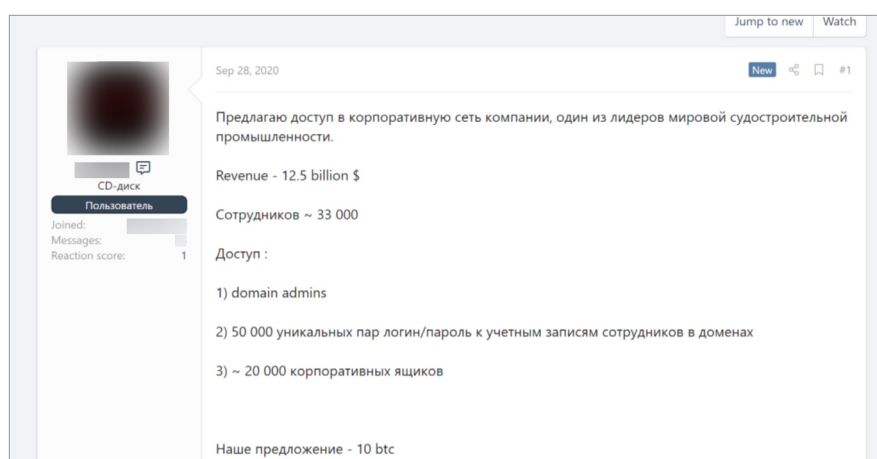 Jump to new Watch
Sep 28, 2020
New #1
Предлагаю доступ в корпоративную сеть компании, один из лидеров мировой судостроительной
промышленности.
CD-диск
Revenue - 12.5 billion $
Пользователь
Joined:
Сотрудников ~ 33 000
Messages:
Reaction score: 1
Доступ :
1) domain admins
2) 50 000 уникальных пар логин/пароль к учетным записям сотрудников в доменах
3) ~ 20 000 корпоративных ящиков
Наше предложение - 10 btc